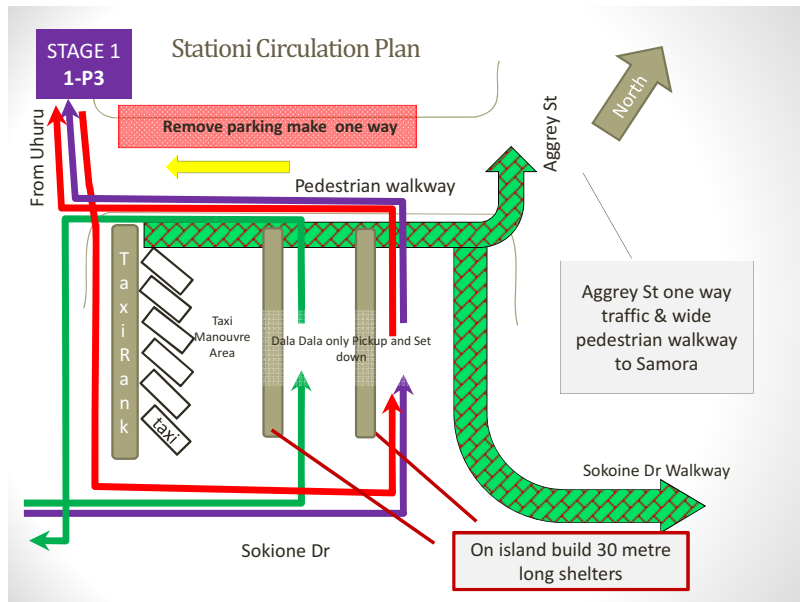 STAGE 1
1-P3
Stationi Circulation Plan
North
Remove parking make one way
From Uhuru
Aggrey St
Pedestrian walkway
Taxi Rank
Taxi
Manouvre
Area
Dala Dala only Pickup and Set
down
Aggrey St one way
traffic & wide
pedestrian walkway
to Samora
taxi
Sokoine Dr Walkway
Sokione Dr
On island build 30 metre
long shelters